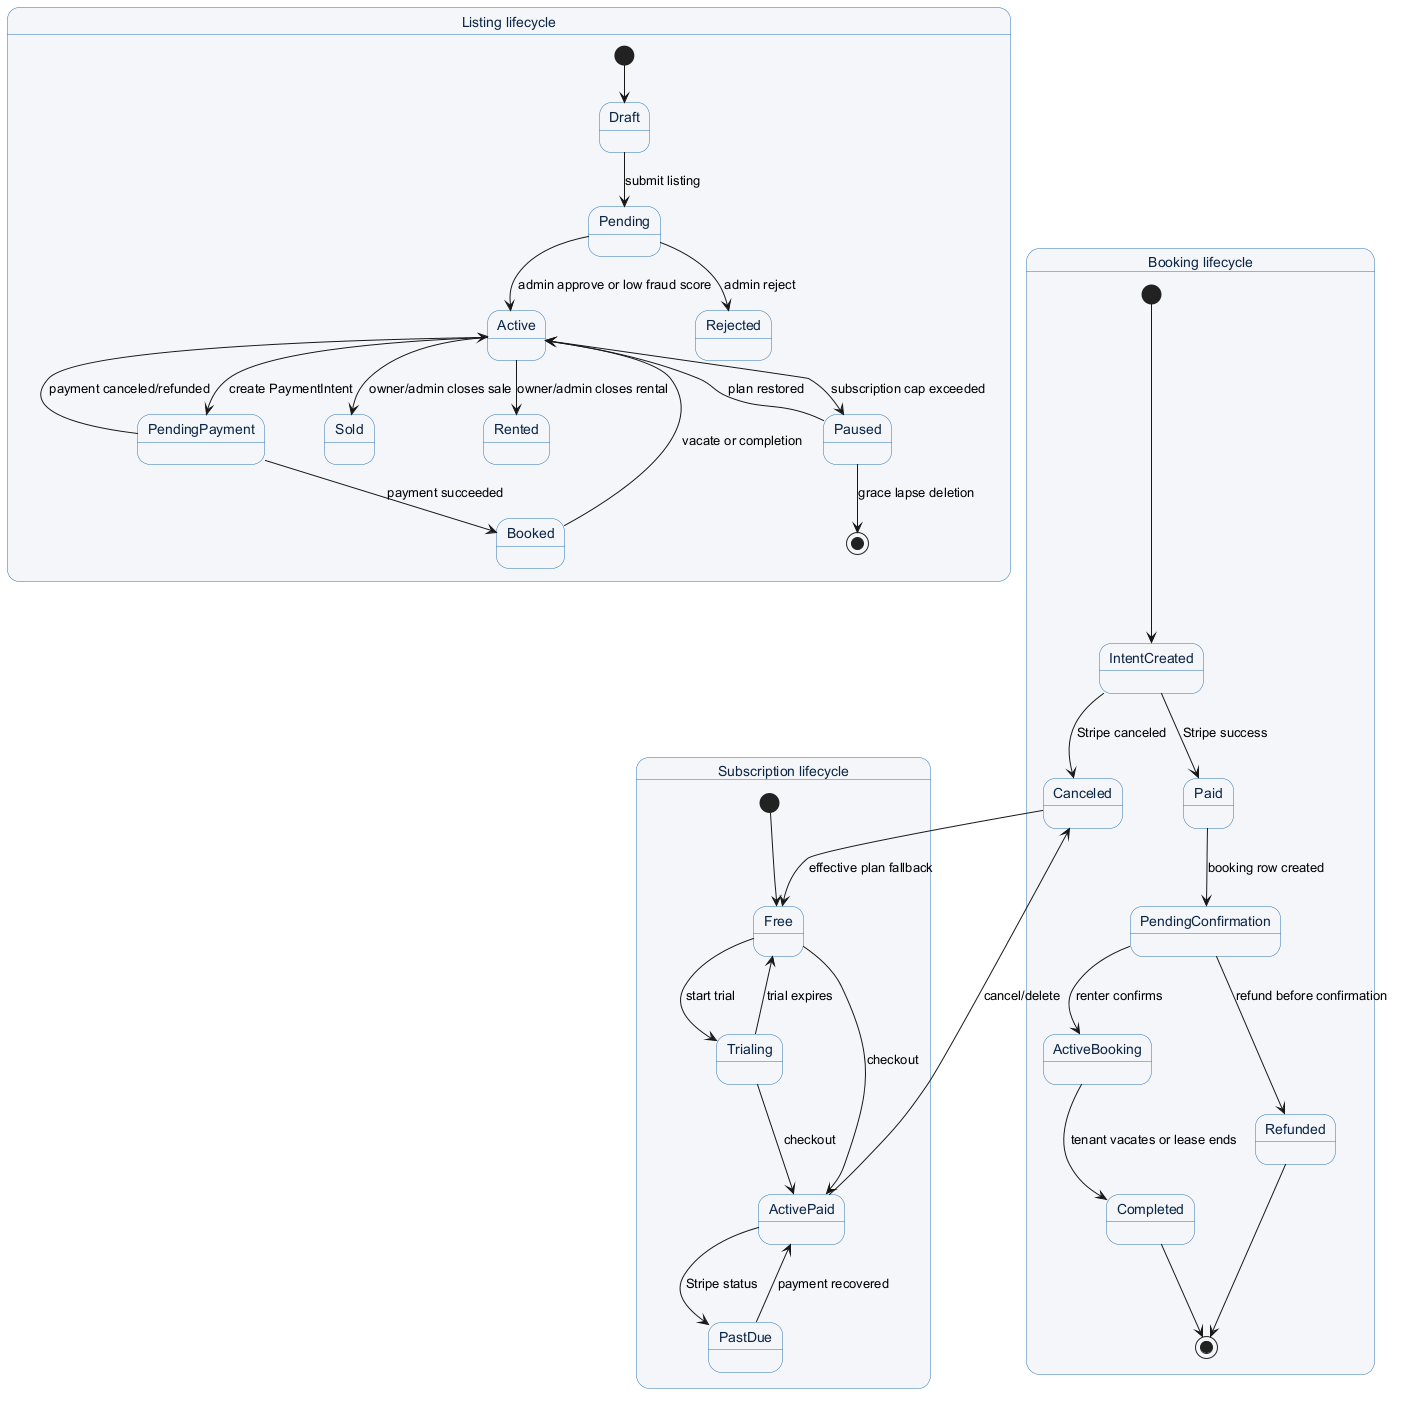 Listing lifecycle
Draft
submit listing
Pending
admin approve or low fraud score
admin reject
Active
Rejected
payment canceled/refunded
create PaymentIntent
owner/admin closes sale
owner/admin closes rental
plan restored
subscription cap exceeded
PendingPayment
Sold
Rented
Paused
vacate or completion
payment succeeded
grace lapse deletion
Booked
Booking lifecycle
IntentCreated
Stripe canceled
Stripe success
Canceled
Paid
booking row created
PendingConfirmation
renter confirms
refund before confirmation
ActiveBooking
Refunded
tenant vacates or lease ends
Completed
Subscription lifecycle
effective plan fallback
Free
start trial
trial expires
cancel/delete
Trialing
checkout
checkout
ActivePaid
Stripe status
payment recovered
PastDue